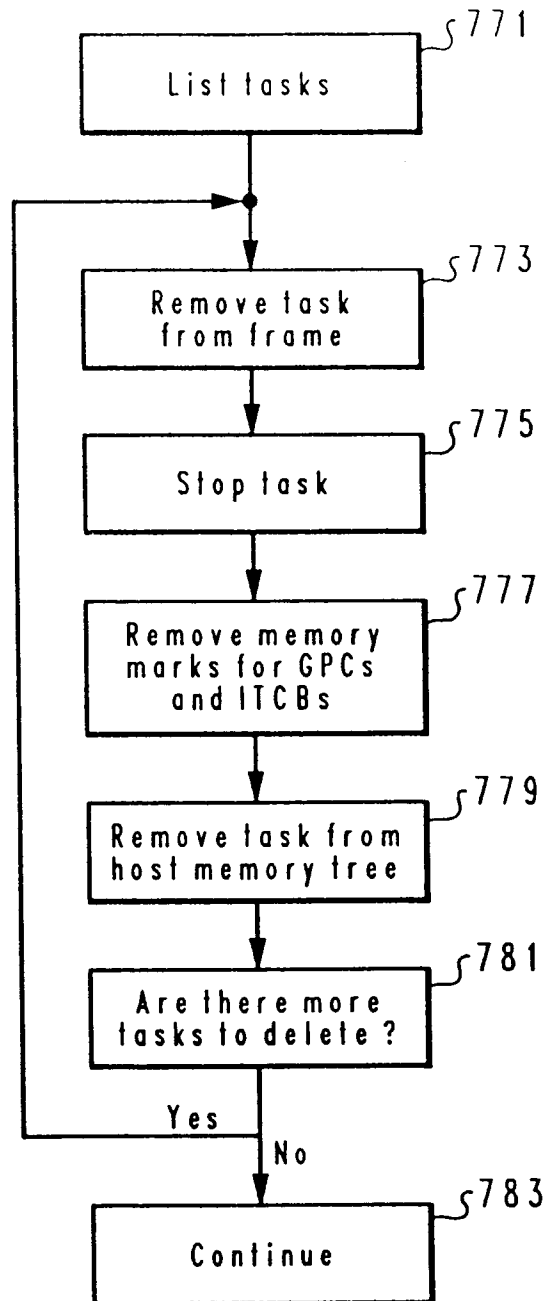 771
List tasks
773
Remove task
from frame
775
Stop task
777
Remove memory
marks for GPCs
and ITCBs
779
Remove task from
host memory tree
781
Are there more
tasks to delete ?
Yes
No
783
Continue